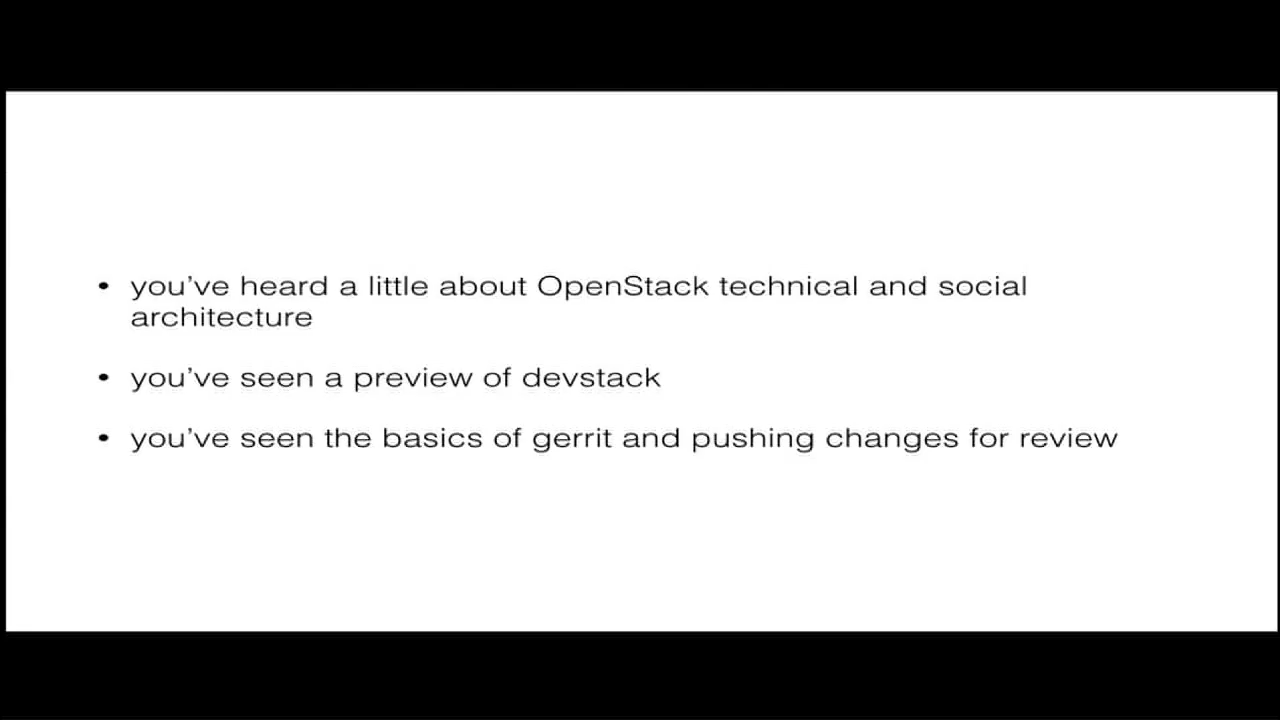 • you’ve heard a little about OpenStack technical and social
architecture
• you’ve seen a preview of devstack
• you’ve seen the basics of gerrit and pushing changes for review